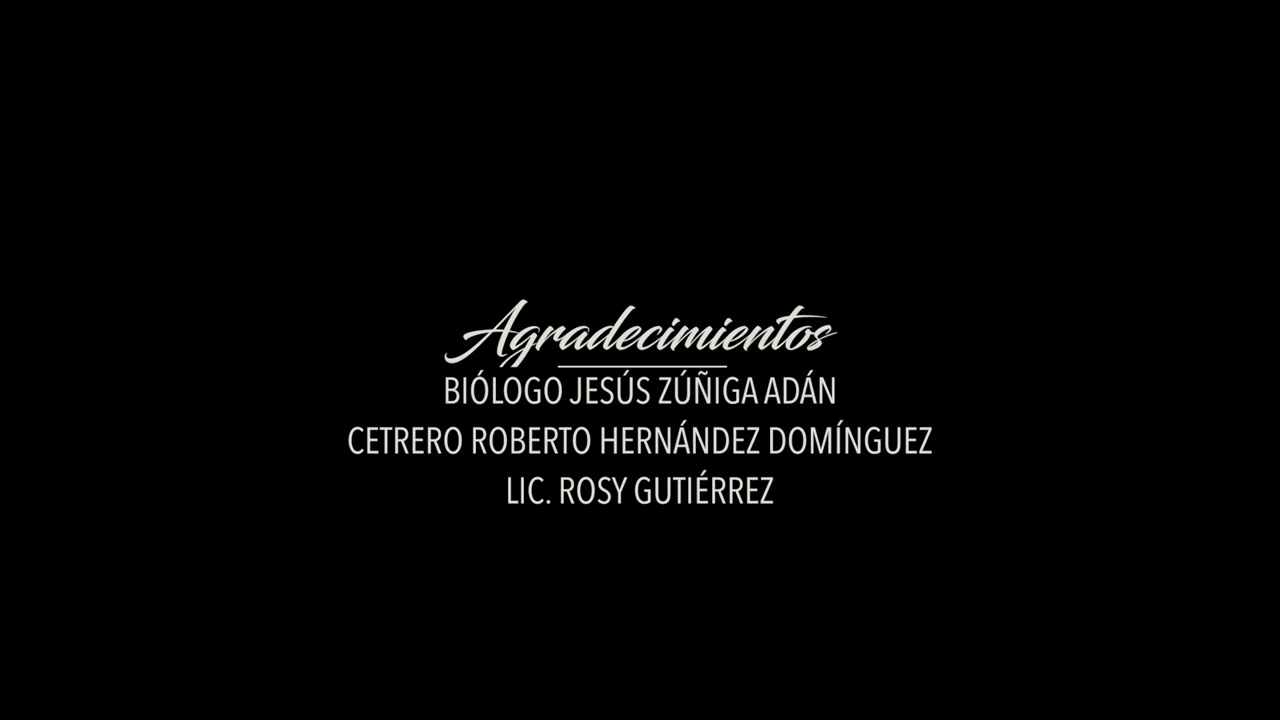 Agradecimientos
BIÓLOGO JESÚS ZÚÑIGA ADÁN
CETRERO ROBERTO HERNÁNDEZ DOMÍNGUEZ
LIC. ROSY GUTIÉRREZ